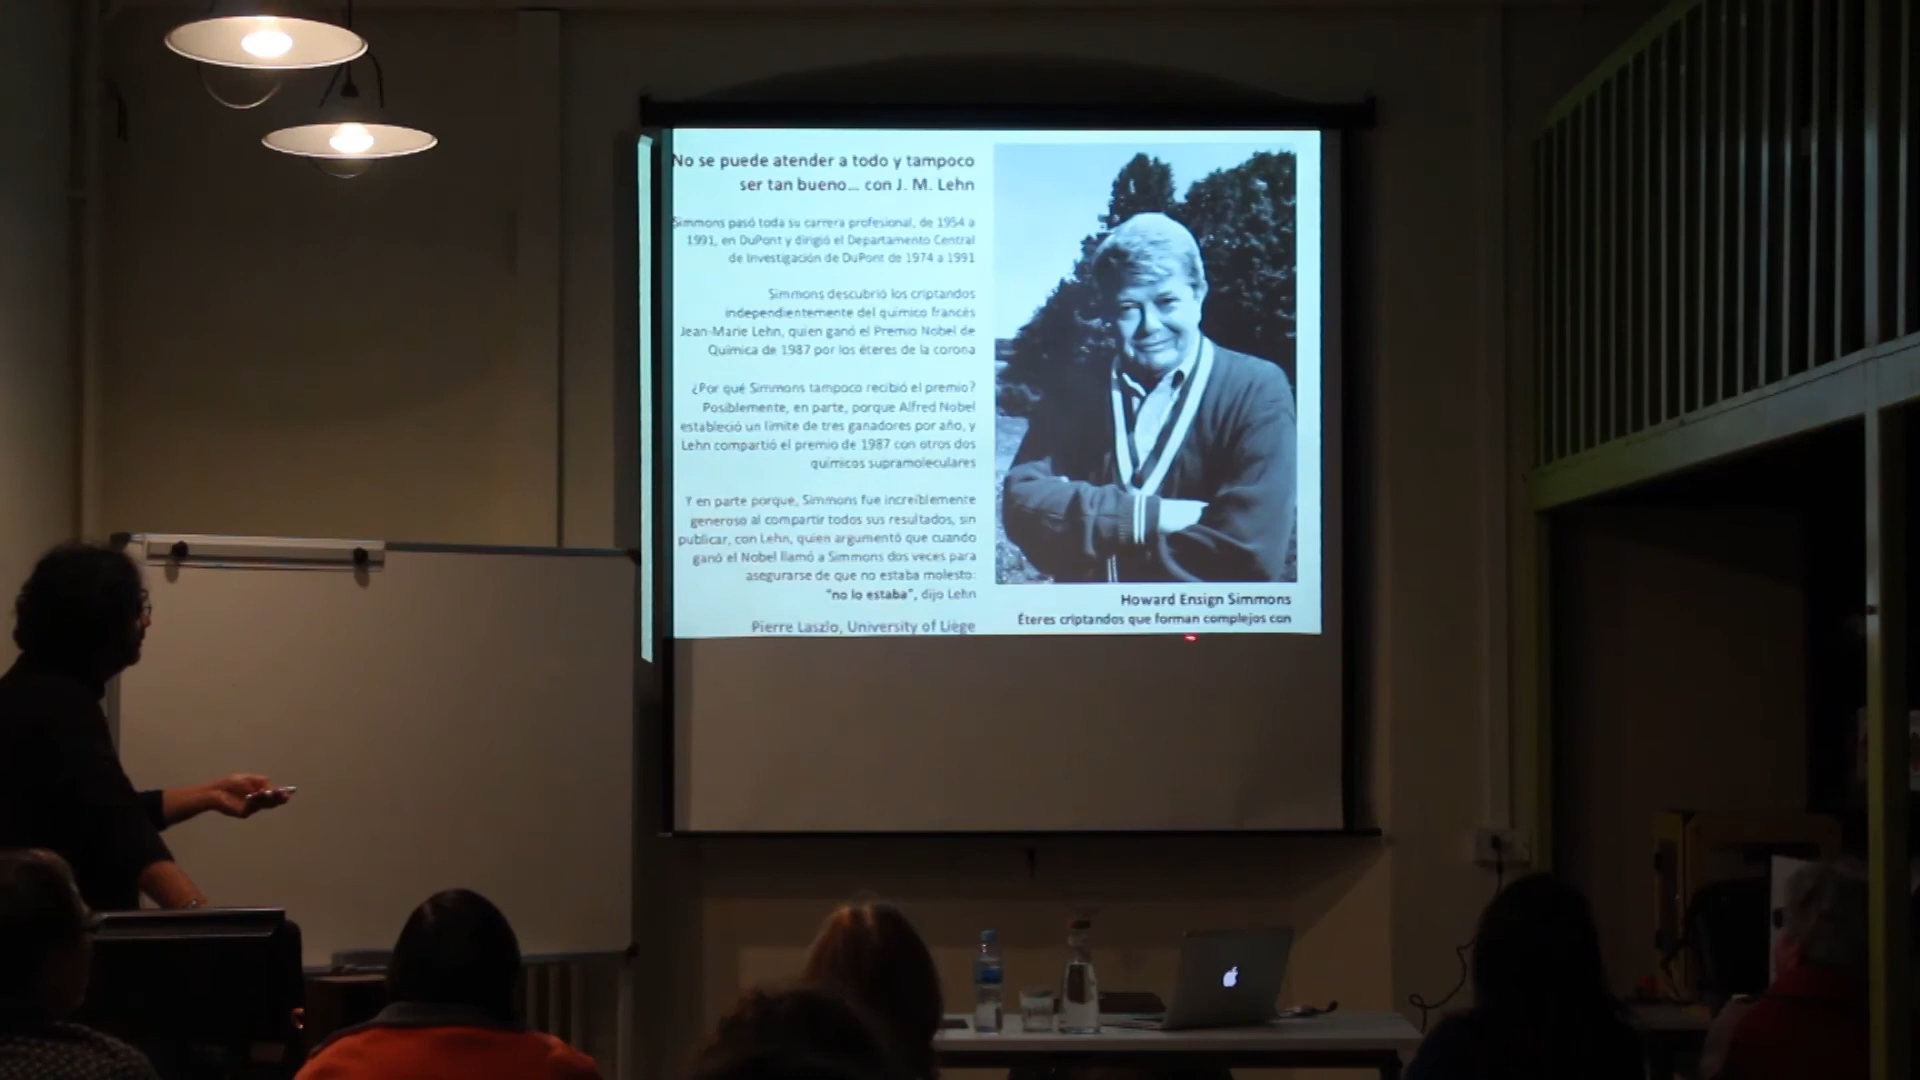 No se puede atender a todo y tampoco
ser tan bueno... con J. M. Lehn
Simmons pasó toda su carrera profesional, de 1954 a
1991, en DuPont y dirigió el Departamento Central
de Investigación de DuPont de 1974 a 1991
Simmons descubrió los criptandos
independientemente del químico francés
Jean-Marie Lehn, quien ganó el Premio Nobel de
Química de 1987 por los éteres de la corona
¿Por qué Simmons tampoco recibió el premio?
Posiblemente, en parte, porque Alfred Nobel
estableció un límite de tres ganadores por año, y
Lehn compartió el premio de 1987 con otros dos
químicos supramoleculares
Y en parte porque, Simmons fue increíblemente
generoso al compartir todos sus resultados, sin
publicar, con Lehn, quien argumentó que cuando
ganó el Nobel llamó a Simmons dos veces para
asegurarse de que no estaba molesto:
"no lo estaba", dijo Lehn
Pierre Laszlo, University of Liège
Howard Ensign Simmons
Éteres criptandos que forman complejos con